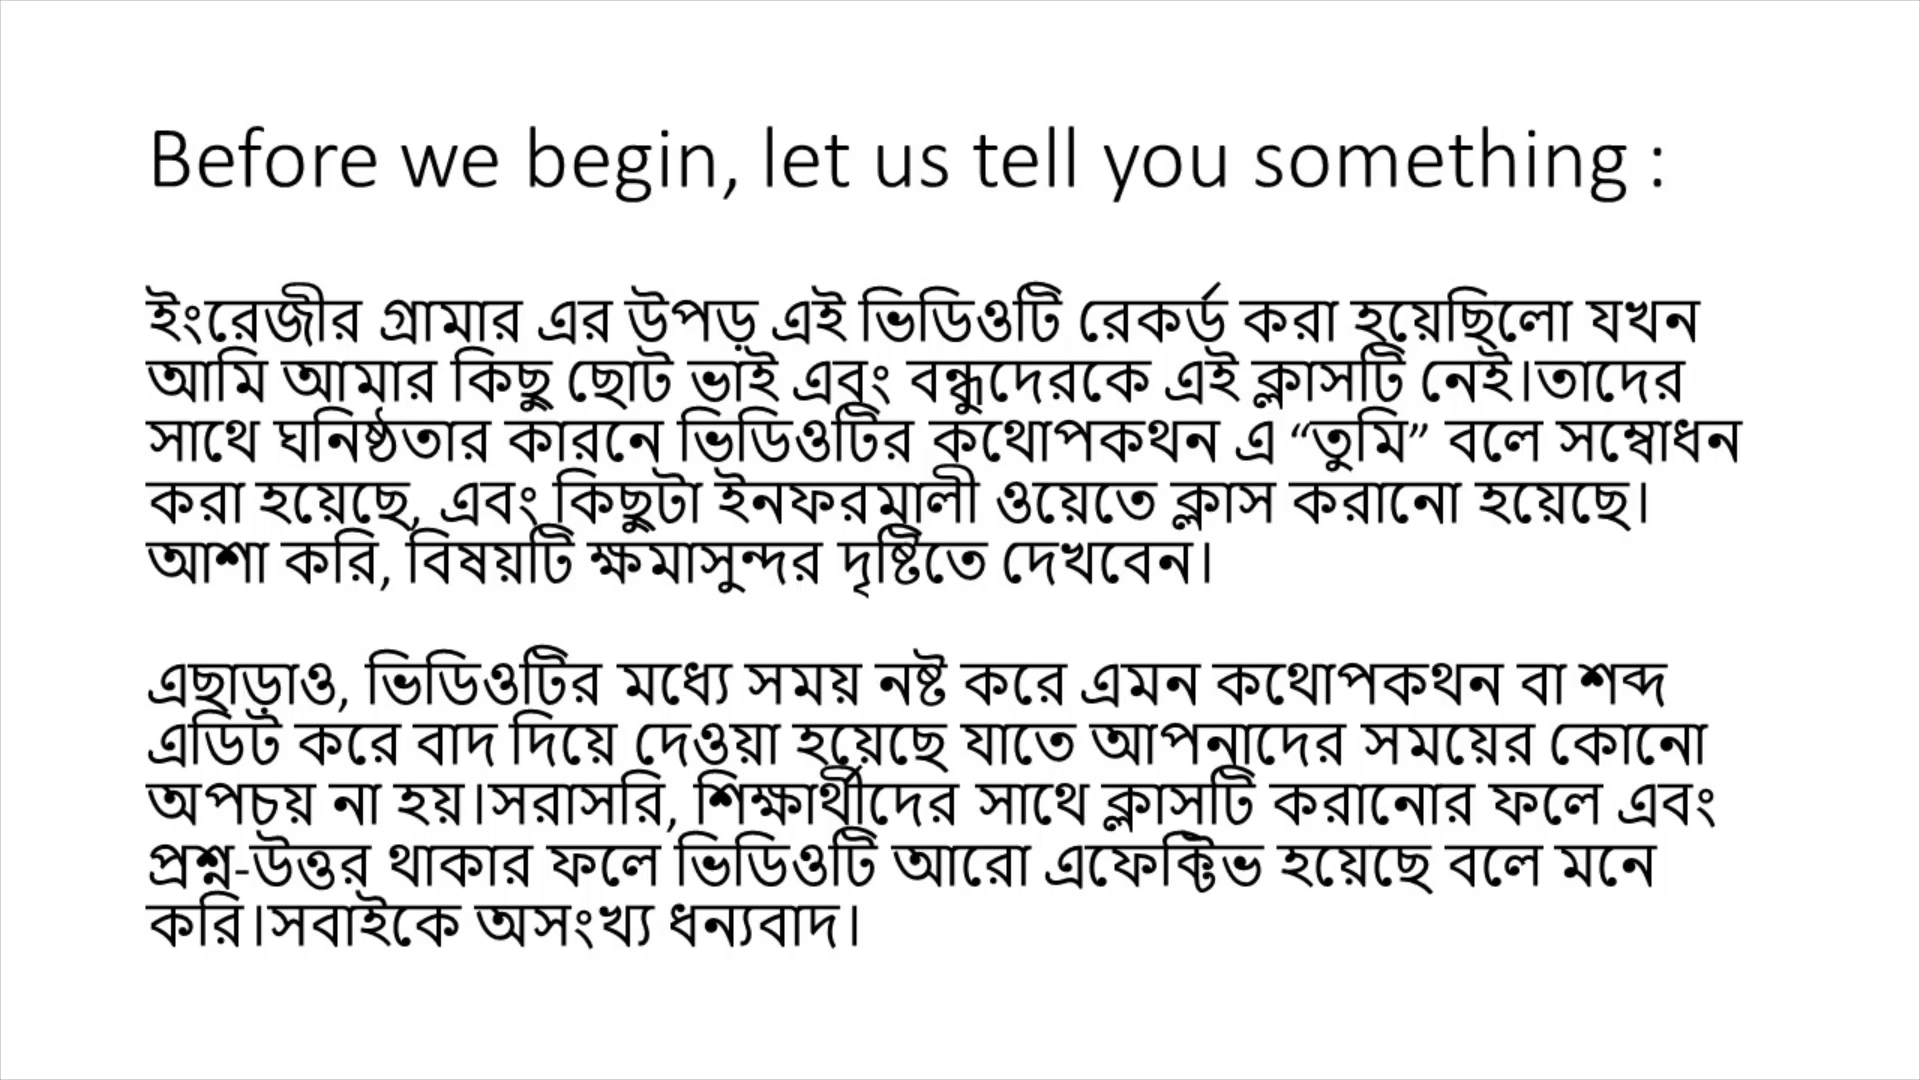 Before we begin, let us tell you something :
ইংরেজীর গ্রামার এর উপড় এই ভিডিওটি রেকর্ড করা হয়েছিলো যখন
আমি আমার কিছু ছোট ভাই এবং বন্ধুদেরকে এই ক্লাসটি নেই।তাদের
সাথে ঘনিষ্ঠতার কারনে ভিডিওটির কথোপকথন এ “তুমি” বলে সম্বোধন
করা হয়েছে, এবং কিছুটা ইনফরমালী ওয়েতে ক্লাস করানো হয়েছে।
আশা করি, বিষয়টি ক্ষমাসুন্দর দৃষ্টিতে দেখবেন।
এছাড়াও, ভিডিওটির মধ্যে সময় নষ্ট করে এমন কথোপকথন বা শব্দ
এডিট করে বাদ দিয়ে দেওয়া হয়েছে যাতে আপনাদের সময়ের কোনো
অপচয় না হয়।সরাসরি, শিক্ষার্থীদের সাথে ক্লাসটি করানোর ফলে এবং
প্রশ্ন-উত্তর থাকার ফলে ভিডিওটি আরো এফেক্টিভ হয়েছে বলে মনে
করি।সবাইকে অসংখ্য ধন্যবাদ।